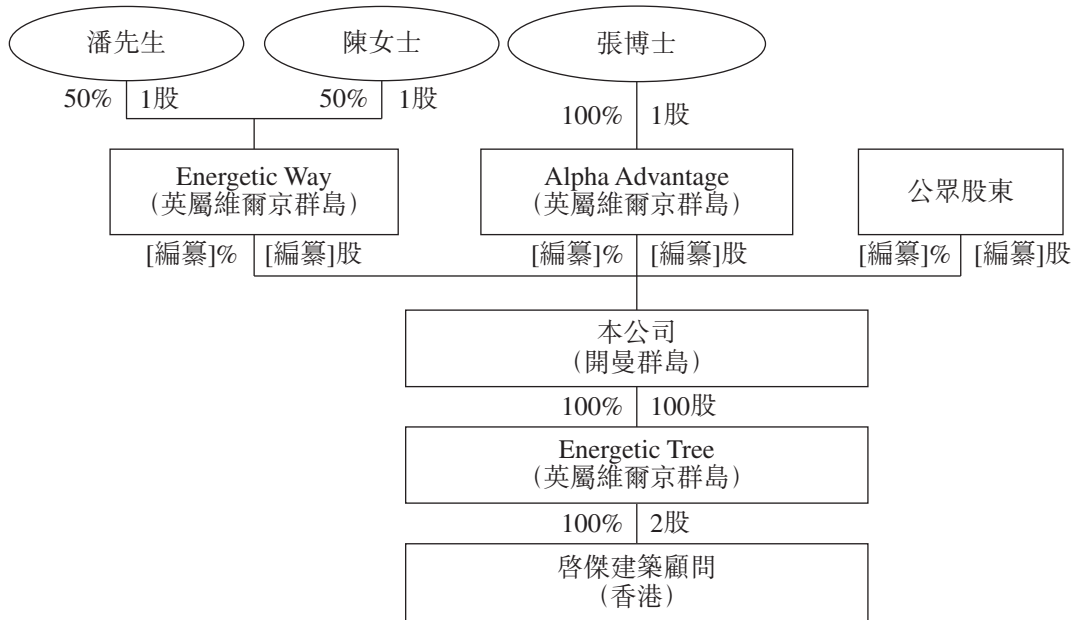 潘先生
陳女士
張博士
50% 1股
50% 1股
100% 1股
Energetic Way
(英屬維爾京群島)
Alpha Advantage
(英屬維爾京群島)
公眾股東
[編纂]% [編纂]股
[編纂]% [編纂]股
[編纂]% [編纂]股
本公司
(開曼群島)
100% 100股
Energetic Tree
(英屬維爾京群島)
100% 2股
啓傑建築顧問
(香港)